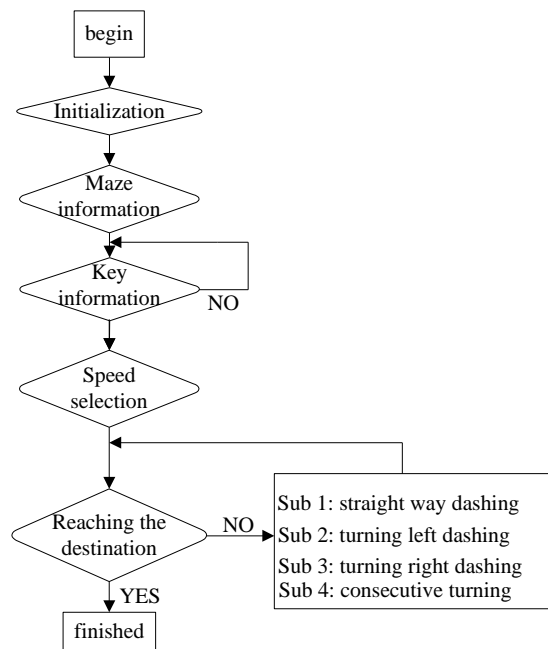 begin
Initialization
Maze
information
Key
information
NO
Speed
selection
Reaching the
destination
NO
Sub 1: straight way dashing
Sub 2: turning left dashing
Sub 3: turning right dashing
Sub 4: consecutive turning
YES
finished